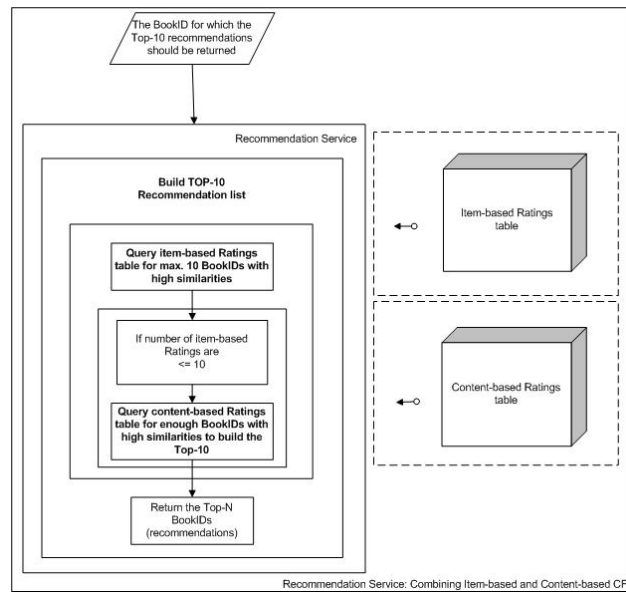 The BookID for which the
Top-10 recommendations
should be returned
Recommendation Service
Build TOP-10
Recommendation list
Query item-based Ratings
table for max. 10 BookIDs with
high similarities
If number of item-based
Ratings are
<= 10
Query content-based Ratings
table for enough BookIDs with
high similarities to build the
Top-10
Return the Top-N
BookIDs
(recommendations)
Item-based Ratings
table
Content-based Ratings
table
Recommendation Service: Combining Item-based and Content-based CF